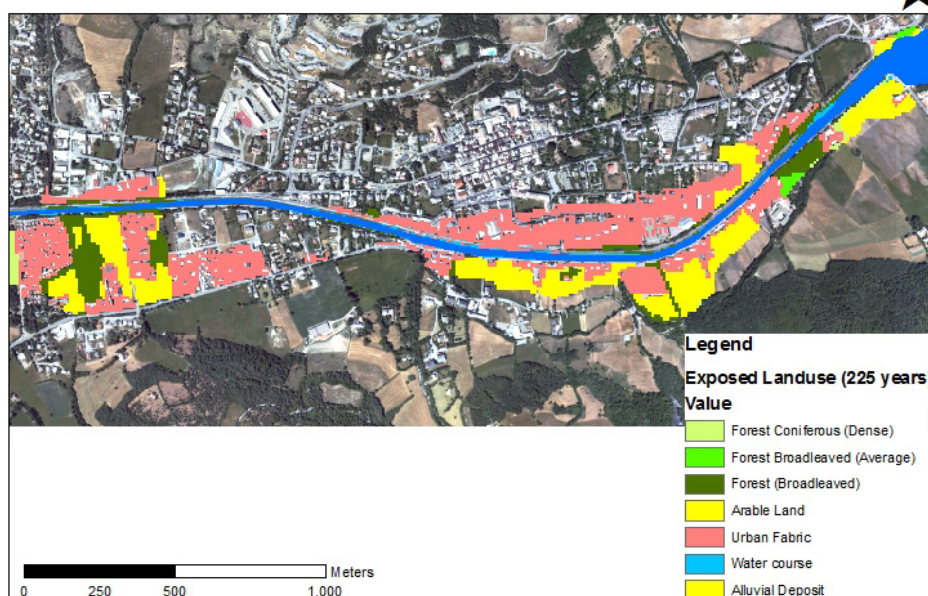 Legend
Exposed Landuse (225 years
Value
Forest Coniferous (Dense)
Forest Broadleaved (Average)
Forest (Broadleaved)
Arable Land
Urban Fabric
Water course
Alluvial Deposit
Meters
0 250 500 1.000